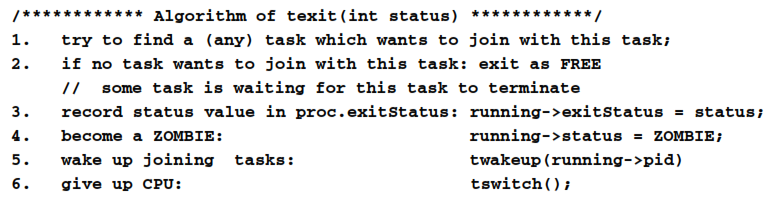 /************ Algorithm of texit(int status) ************/
1. try to find a (any) task which wants to join with this task;
2. if no task wants to join with this task: exit as FREE
// some task is waiting for this task to terminate
3. record status value in proc.exitStatus: running->exitStatus = status;
4. become a ZOMBIE: running->status = ZOMBIE;
5. wake up joining tasks: twakeup(running->pid)
6. give up CPU: tswitch();